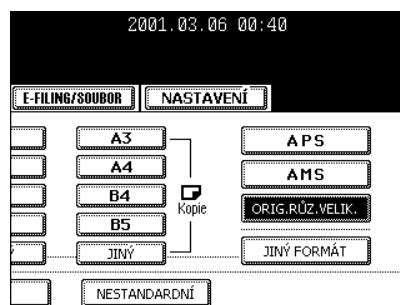 2001.03.06 00:40
E-FILING/SOUBOR NASTAVENÍ
A3 APS
A4 AMS
B4 Kopie ORIG.RŮZ.VELIK.
B5
JINÝ JINÝ FORMÁT
NESTANDARDNÍ